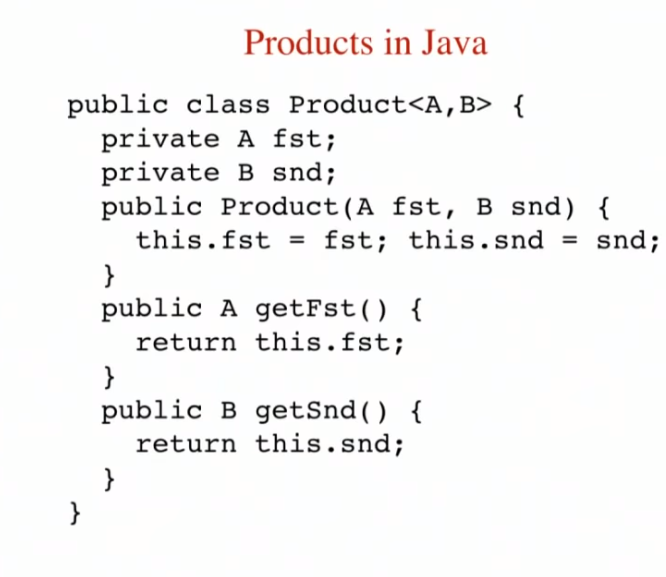 Products in Java
public class Product<A,B> {
  private A fst;
  private B snd;
  public Product(A fst, B snd) {
    this.fst = fst; this.snd = snd;
  }
  public A getFst() {
    return this.fst;
  }
  public B getSnd() {
    return this.snd;
  }
}